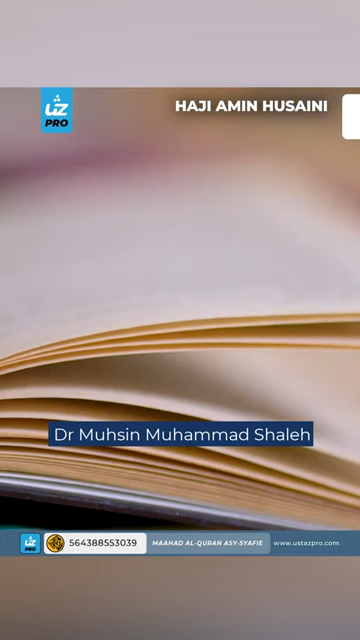 UZ
PRO
HAJI AMIN HUSAINI
Dr Muhsin Muhammad Shaleh
UZ
PRO
564388553039
MAAHAD AL-QURAN ASY-SYAFIE
www.ustazpro.com